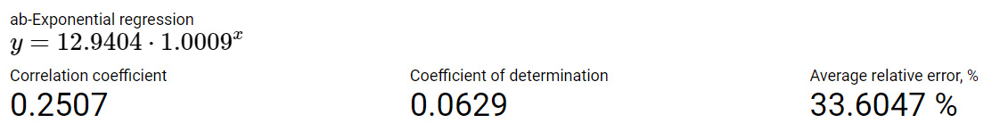 ab-Exponential regression
y = 12.9404 · 1.0009^x
Correlation coefficient Coefficient of determination Average relative error, %
0.2507 0.0629 33.6047 %